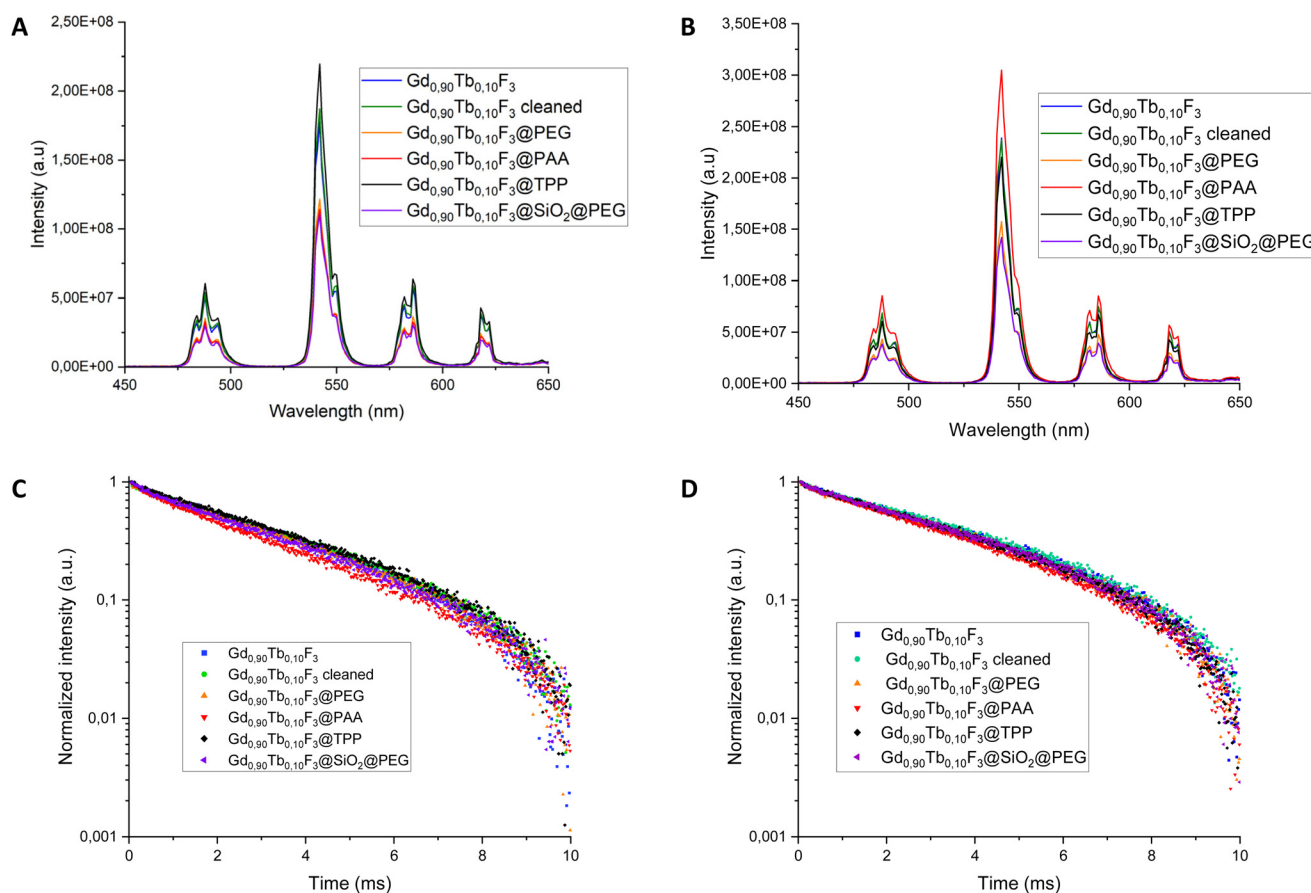 A
2,50E+08
2,00E+08
1,50E+08
1,00E+08
5,00E+07
0,00E+00
Intensity (a.u)
450 500 550 600 650
Wavelength (nm)
Gd0,90Tb0,10F3
Gd0,90Tb0,10F3 cleaned
Gd0,90Tb0,10F3@PEG
Gd0,90Tb0,10F3@PAA
Gd0,90Tb0,10F3@TPP
Gd0,90Tb0,10F3@SiO2@PEG
B
3,50E+08
3,00E+08
2,50E+08
2,00E+08
1,50E+08
1,00E+08
5,00E+07
0,00E+00
Intensity (a.u)
450 500 550 600 650
Wavelength (nm)
Gd0,90Tb0,10F3
Gd0,90Tb0,10F3 cleaned
Gd0,90Tb0,10F3@PEG
Gd0,90Tb0,10F3@PAA
Gd0,90Tb0,10F3@TPP
Gd0,90Tb0,10F3@SiO2@PEG
C
1
0,1
0,01
0,001
Normalized intensity (a.u.)
0 2 4 6 8 10
Time (ms)
Gd0,90Tb0,10F3
Gd0,90Tb0,10F3 cleaned
Gd0,90Tb0,10F3@PEG
Gd0,90Tb0,10F3@PAA
Gd0,90Tb0,10F3@TPP
Gd0,90Tb0,10F3@SiO2@PEG
D
1
0,1
0,01
0,001
Normalized intensity (a.u.)
0 2 4 6 8 10
Time (ms)
Gd0,90Tb0,10F3
Gd0,90Tb0,10F3 cleaned
Gd0,90Tb0,10F3@PEG
Gd0,90Tb0,10F3@PAA
Gd0,90Tb0,10F3@TPP
Gd0,90Tb0,10F3@SiO2@PEG